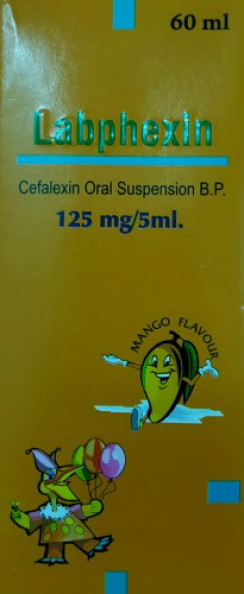 60 ml
Labphexin
Cefalexin Oral Suspension B.P.
125 mg/5ml.
MANGO FLAVOUR